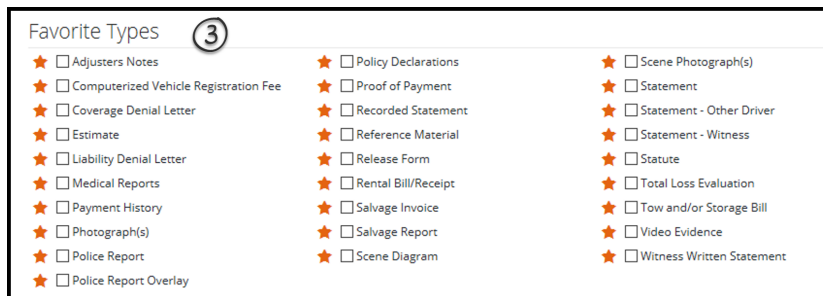 Favorite Types 3
Adjusters Notes
Computerized Vehicle Registration Fee
Coverage Denial Letter
Estimate
Liability Denial Letter
Medical Reports
Payment History
Photograph(s)
Police Report
Police Report Overlay
Policy Declarations
Proof of Payment
Recorded Statement
Reference Material
Release Form
Rental Bill/Receipt
Salvage Invoice
Salvage Report
Scene Diagram
Scene Photograph(s)
Statement
Statement - Other Driver
Statement - Witness
Statute
Total Loss Evaluation
Tow and/or Storage Bill
Video Evidence
Witness Written Statement